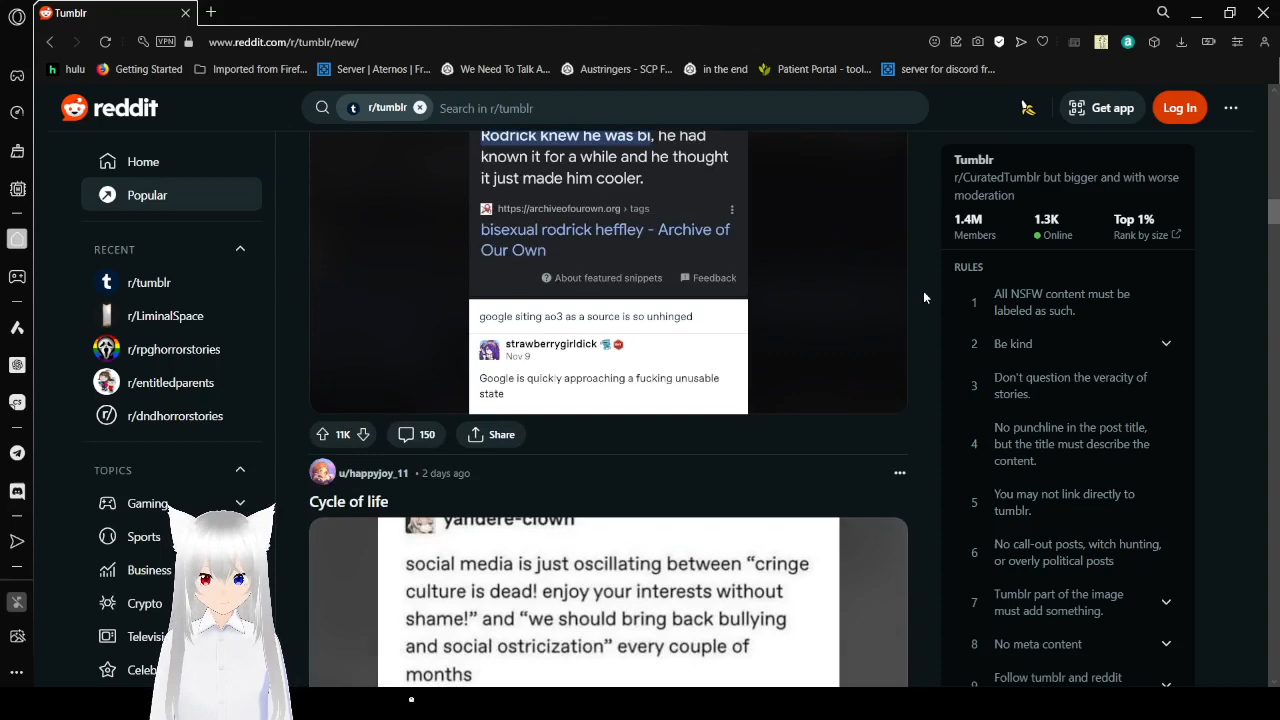 Tumblr
VPN
www.reddit.com/r/tumblr/new/
hulu
Getting Started
Imported from Firef...
Server | Aternos | Fr...
We Need To Talk A...
Austringers - SCP F...
in the end
Patient Portal - tool...
server for discord fr...
reddit
r/tumblr
Search in r/tumblr
Get app
Log In
Home
Popular
RECENT
r/tumblr
r/LiminalSpace
r/rpghorrorstories
r/entitledparents
r/dndhorrorstories
TOPICS
Gaming
Sports
Business
Crypto
Televisi
Celeb
Rodrick knew he was bi, he had
known it for a while and he thought
it just made him cooler.
https://archiveofourown.org › tags
bisexual rodrick heffley - Archive of
Our Own
About featured snippets
Feedback
google siting ao3 as a source is so unhinged
strawberrygirldick
Nov 9
Google is quickly approaching a fucking unusable
state
11K
150
Share
u/happyjoy_11 • 2 days ago
Cycle of life
yandere-clown
social media is just oscillating between “cringe
culture is dead! enjoy your interests without
shame!” and “we should bring back bullying
and social ostricization” every couple of
months
Tumblr
r/CuratedTumblr but bigger and with worse
moderation
1.4M
1.3K
Top 1%
Members
Online
Rank by size
RULES
1
All NSFW content must be
labeled as such.
2
Be kind
3
Don't question the veracity of
stories.
4
No punchline in the post title,
but the title must describe the
content.
5
You may not link directly to
tumblr.
6
No call-out posts, witch hunting,
or overly political posts
7
Tumblr part of the image
must add something.
8
No meta content
9
Follow tumblr and reddit